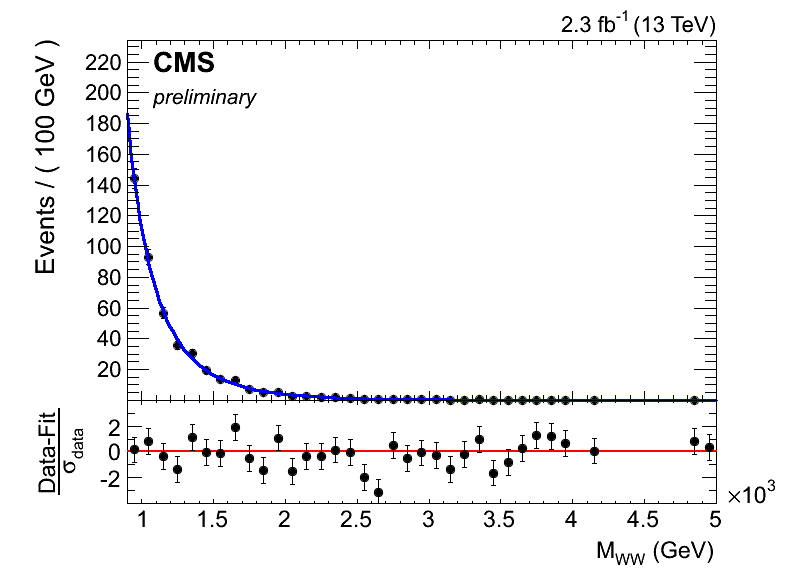 2.3 fb⁻¹ (13 TeV)
CMS
preliminary
Events / ( 100 GeV )
220
200
180
160
140
120
100
80
60
40
20
Data-Fit
σdata
2
0
-2
1 1.5 2 2.5 3 3.5 4 4.5 5
×10³
MWW (GeV)